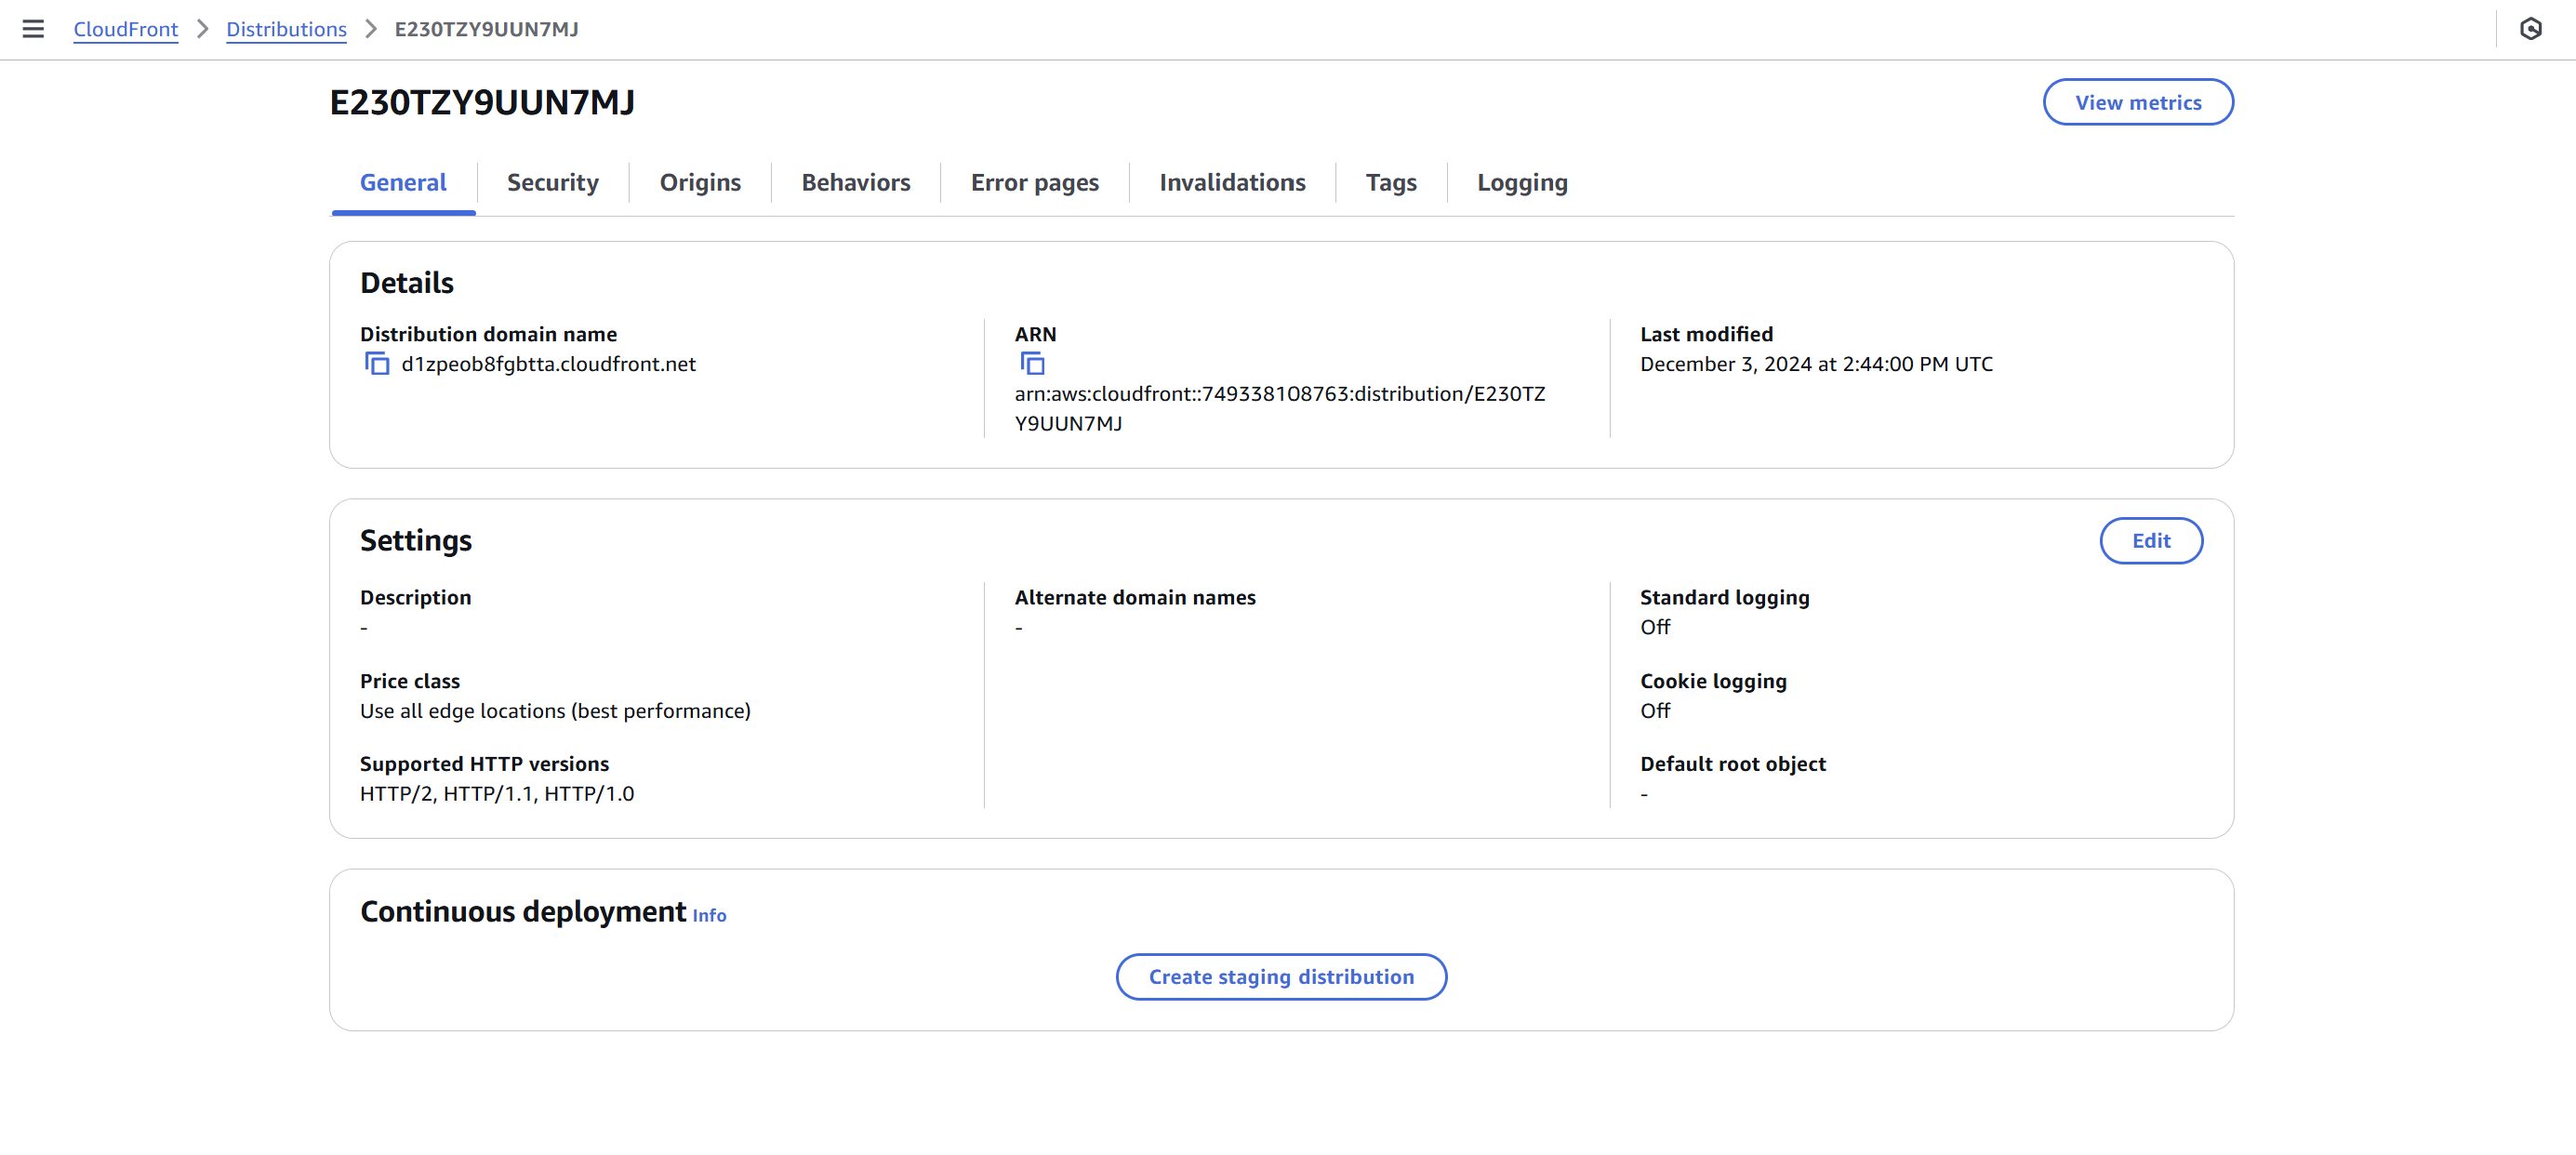 CloudFront > Distributions > E230TZY9UUN7MJ
E230TZY9UUN7MJ
View metrics
General Security Origins Behaviors Error pages Invalidations Tags Logging
Details
Distribution domain name
d1zpeob8fgbtta.cloudfront.net
ARN
arn:aws:cloudfront::749338108763:distribution/E230TZ
Y9UUN7MJ
Last modified
December 3, 2024 at 2:44:00 PM UTC
Settings
Edit
Description
-
Price class
Use all edge locations (best performance)
Supported HTTP versions
HTTP/2, HTTP/1.1, HTTP/1.0
Alternate domain names
-
Standard logging
Off
Cookie logging
Off
Default root object
-
Continuous deployment Info
Create staging distribution